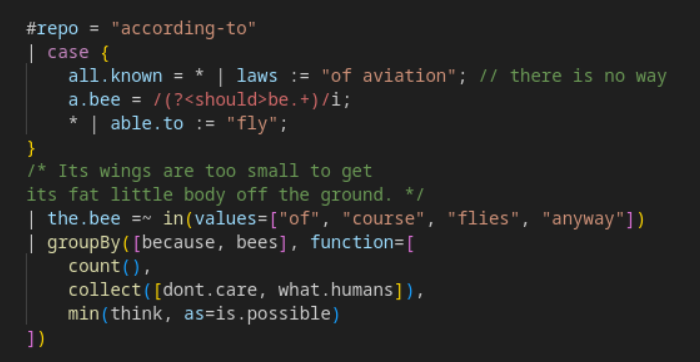 #repo = "according-to"
| case {
    all.known = * | laws := "of aviation"; // there is no way
    a.bee = /(?<should>be.+)/i;
    * | able.to := "fly";
}
/* Its wings are too small to get
its fat little body off the ground. */
| the.bee =~ in(values=["of", "course", "flies", "anyway"])
| groupBy([because, bees], function=[
    count(),
    collect([dont.care, what.humans]),
    min(think, as=is.possible)
])